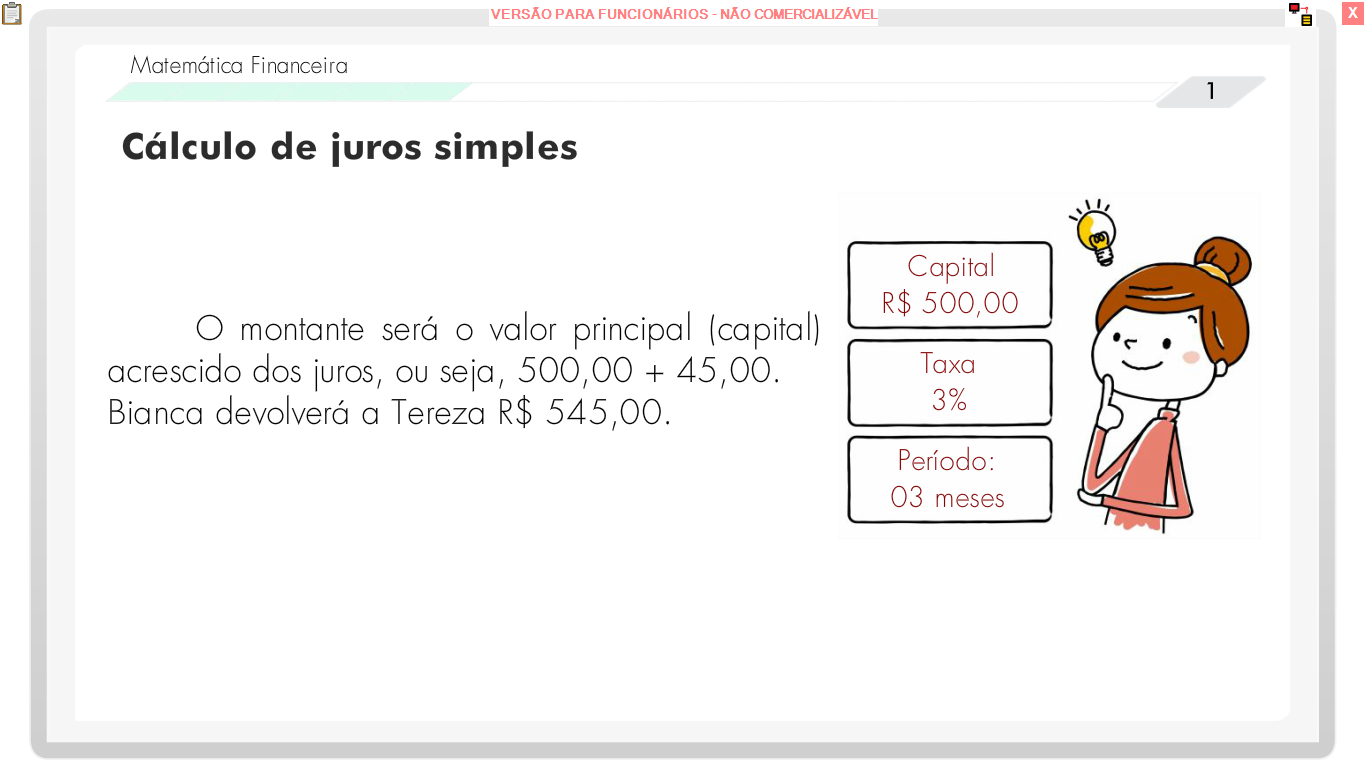 VERSÃO PARA FUNCIONÁRIOS - NÃO COMERCIALIZÁVEL
X
Matemática Financeira
1
Cálculo de juros simples
O montante será o valor principal (capital)
acrescido dos juros, ou seja, 500,00 + 45,00.
Bianca devolverá a Tereza R$ 545,00.
Capital
R$ 500,00
Taxa
3%
Período:
03 meses